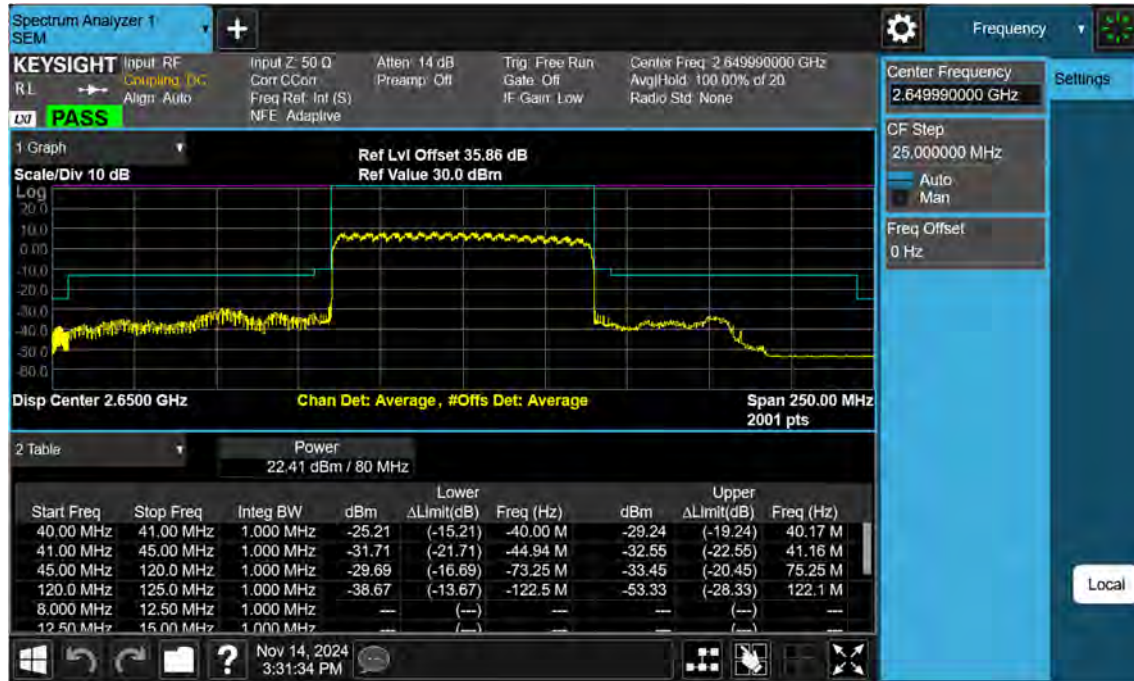 Spectrum Analyzer 1
SEM
+
Frequency
KEYSIGHT
RL
LXI
PASS
Input: RF
Coupling: DC
Align: Auto
Input Z: 50 Ω
Corr CCorr
Freq Ref: Int (S)
NFE: Adaptive
Atten: 14 dB
Preamp: Off
Trig: Free Run
Gate: Off
IF Gain: Low
Center Freq: 2.649990000 GHz
Avg|Hold: 100.00% of 20
Radio Std: None
Center Frequency
2.649990000 GHz
Settings
CF Step
25.000000 MHz
Auto
Man
Freq Offset
0 Hz
Local
1 Graph
Scale/Div 10 dB
Ref Lvl Offset 35.86 dB
Ref Value 30.0 dBm
Log
20.0
10.0
0.00
-10.0
-20.0
-30.0
-40.0
-50.0
-60.0
Disp Center 2.6500 GHz
Chan Det: Average, #Offs Det: Average
Span 250.00 MHz
2001 pts
2 Table
Power
22.41 dBm / 80 MHz
Lower Upper
Start Freq Stop Freq Integ BW dBm ΔLimit(dB) Freq (Hz) dBm ΔLimit(dB) Freq (Hz)
40.00 MHz 41.00 MHz 1.000 MHz -25.21 (-15.21) -40.00 M -29.24 (-19.24) 40.17 M
41.00 MHz 45.00 MHz 1.000 MHz -31.71 (-21.71) -44.94 M -32.55 (-22.55) 41.16 M
45.00 MHz 120.0 MHz 1.000 MHz -29.69 (-16.69) -73.25 M -33.45 (-20.45) 75.25 M
120.0 MHz 125.0 MHz 1.000 MHz -38.67 (-13.67) -122.5 M -53.33 (-28.33) 122.1 M
8.000 MHz 12.50 MHz 1.000 MHz --- (---) --- --- (---) ---
12.50 MHz 15.00 MHz 1.000 MHz --- (---) --- --- (---) ---
?
Nov 14, 2024
3:31:34 PM